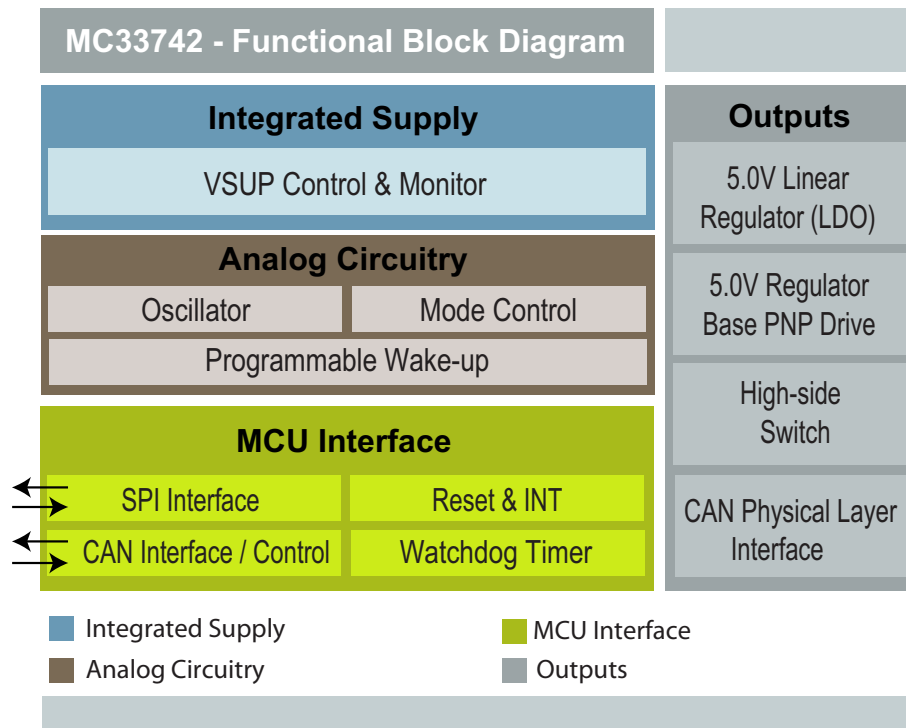 MC33742 - Functional Block Diagram
Integrated Supply
VSUP Control & Monitor
Analog Circuitry
Oscillator
Mode Control
Programmable Wake-up
MCU Interface
SPI Interface
Reset & INT
CAN Interface / Control
Watchdog Timer
Outputs
5.0V Linear
Regulator (LDO)
5.0V Regulator
Base PNP Drive
High-side
Switch
CAN Physical Layer
Interface
Integrated Supply
MCU Interface
Analog Circuitry
Outputs